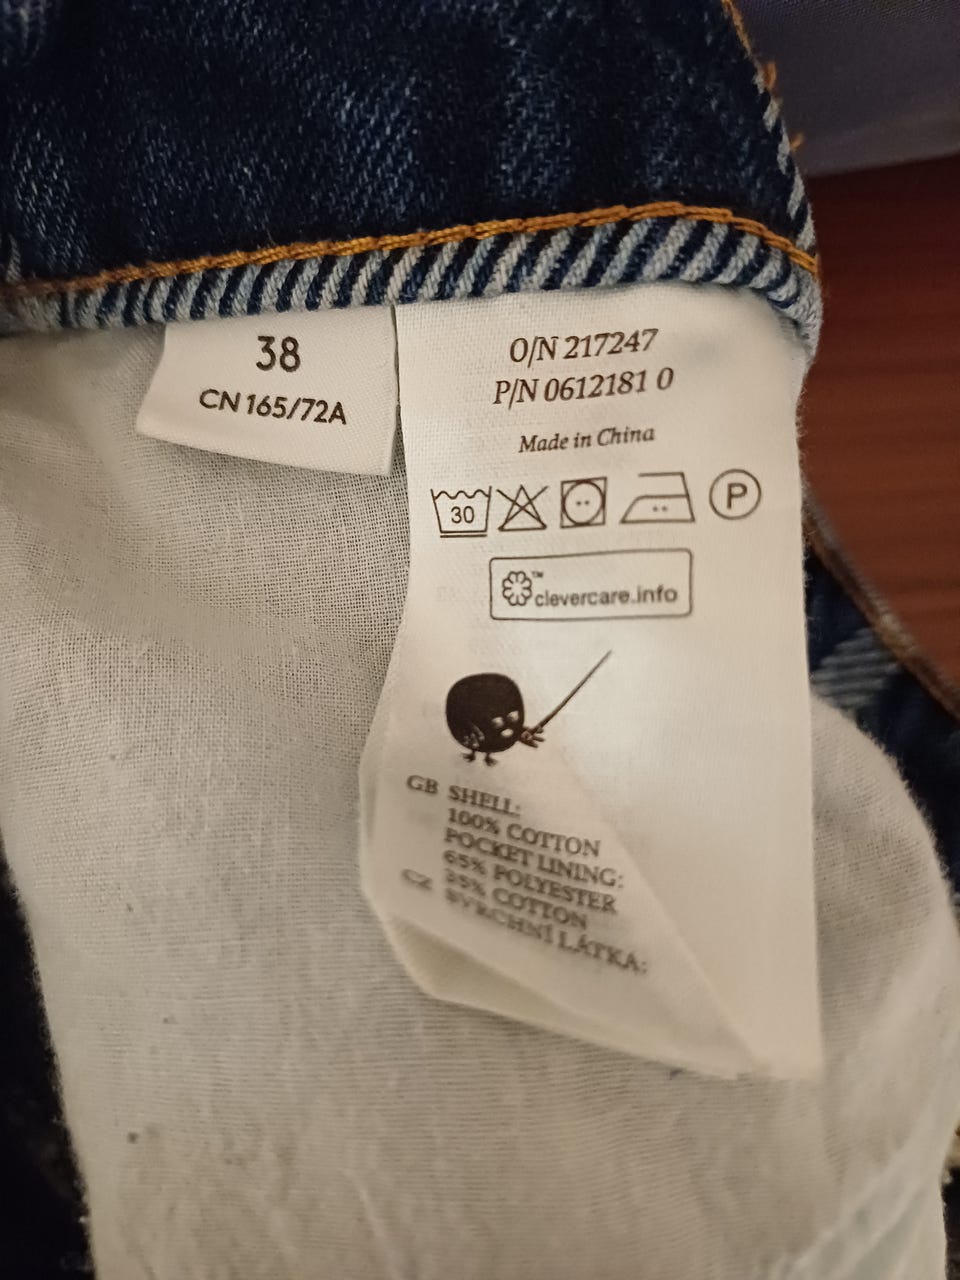 38
CN 165/72A
O/N 217247
P/N 0612181 0
Made in China
30
P
clevercare.info™
GB SHELL:
100% COTTON
POCKET LINING:
65% POLYESTER
35% COTTON
CZ SVRCHNÍ LÁTKA: